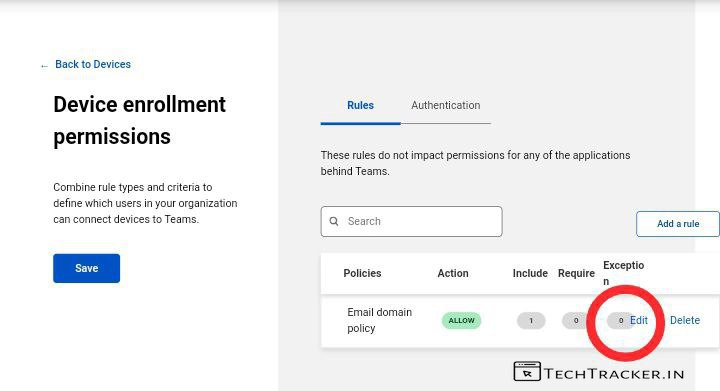 ← Back to Devices
Device enrollment
permissions
Combine rule types and criteria to
define which users in your organization
can connect devices to Teams.
Save
Rules Authentication
These rules do not impact permissions for any of the applications
behind Teams.
Search
Add a rule
Policies Action Include Require Exceptio
n
Email domain
policy
ALLOW 1 0 0 Edit Delete
TECHTRACKER.IN